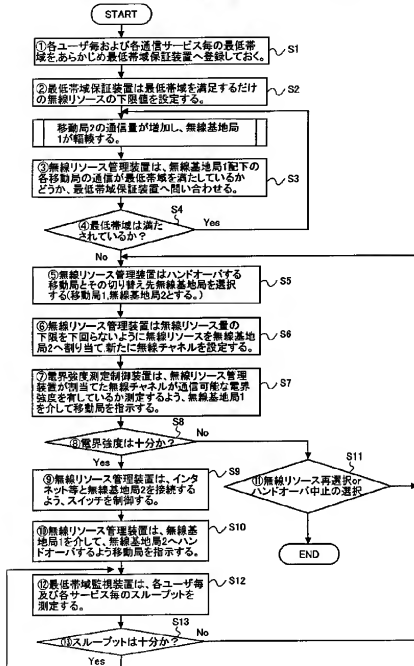 START
①各ユーザ毎および各通信サービス毎の最低帯
域を,あらかじめ最低帯域保証装置へ登録しておく。
S1
②最低帯域保証装置は最低帯域を満足するだけ
の無線リソースの下限値を設定する。
S2
移動局2の通信量が増加し、無線基地局
1が輻輳する。
③無線リソース管理装置は、無線基地局1配下の
各移動局の通信が最低帯域を満たしているか
どうか、最低帯域保証装置へ問い合わせる。
S3
S4
④最低帯域は満た
されているか?
Yes
No
⑤無線リソース管理装置はハンドオーバする
移動局とその切り替え先無線基地局を選択
する(移動局1,無線基地局2とする。)
S5
⑥無線リソース管理装置は無線リソース量の
下限を下回らないように無線リソースを無線基地
局2へ割り当て,新たに無線チャネルを設定する。
S6
⑦電界強度測定制御装置は、無線リソース管理
装置が割当てた無線チャネルが通信可能な電界
強度を有しているか測定するよう、無線基地局1
を介して移動局を指示する。
S7
S8
⑧電界強度は十分か?
No
Yes
S11
⑪無線リソース再選択or
ハンドオーバ中止の選択
END
⑨無線リソース管理装置は、インタ
ネット等と無線基地局2を接続する
よう、スイッチを制御する。
S9
⑩無線リソース管理装置は、無線基
地局1を介して、無線基地局2へハン
ドオーバするよう移動局を指示する。
S10
⑫最低帯域監視装置は、各ユーザ毎
及び各サービス毎のスループットを
測定する。
S12
S13
⑬スループットは十分か?
No
Yes